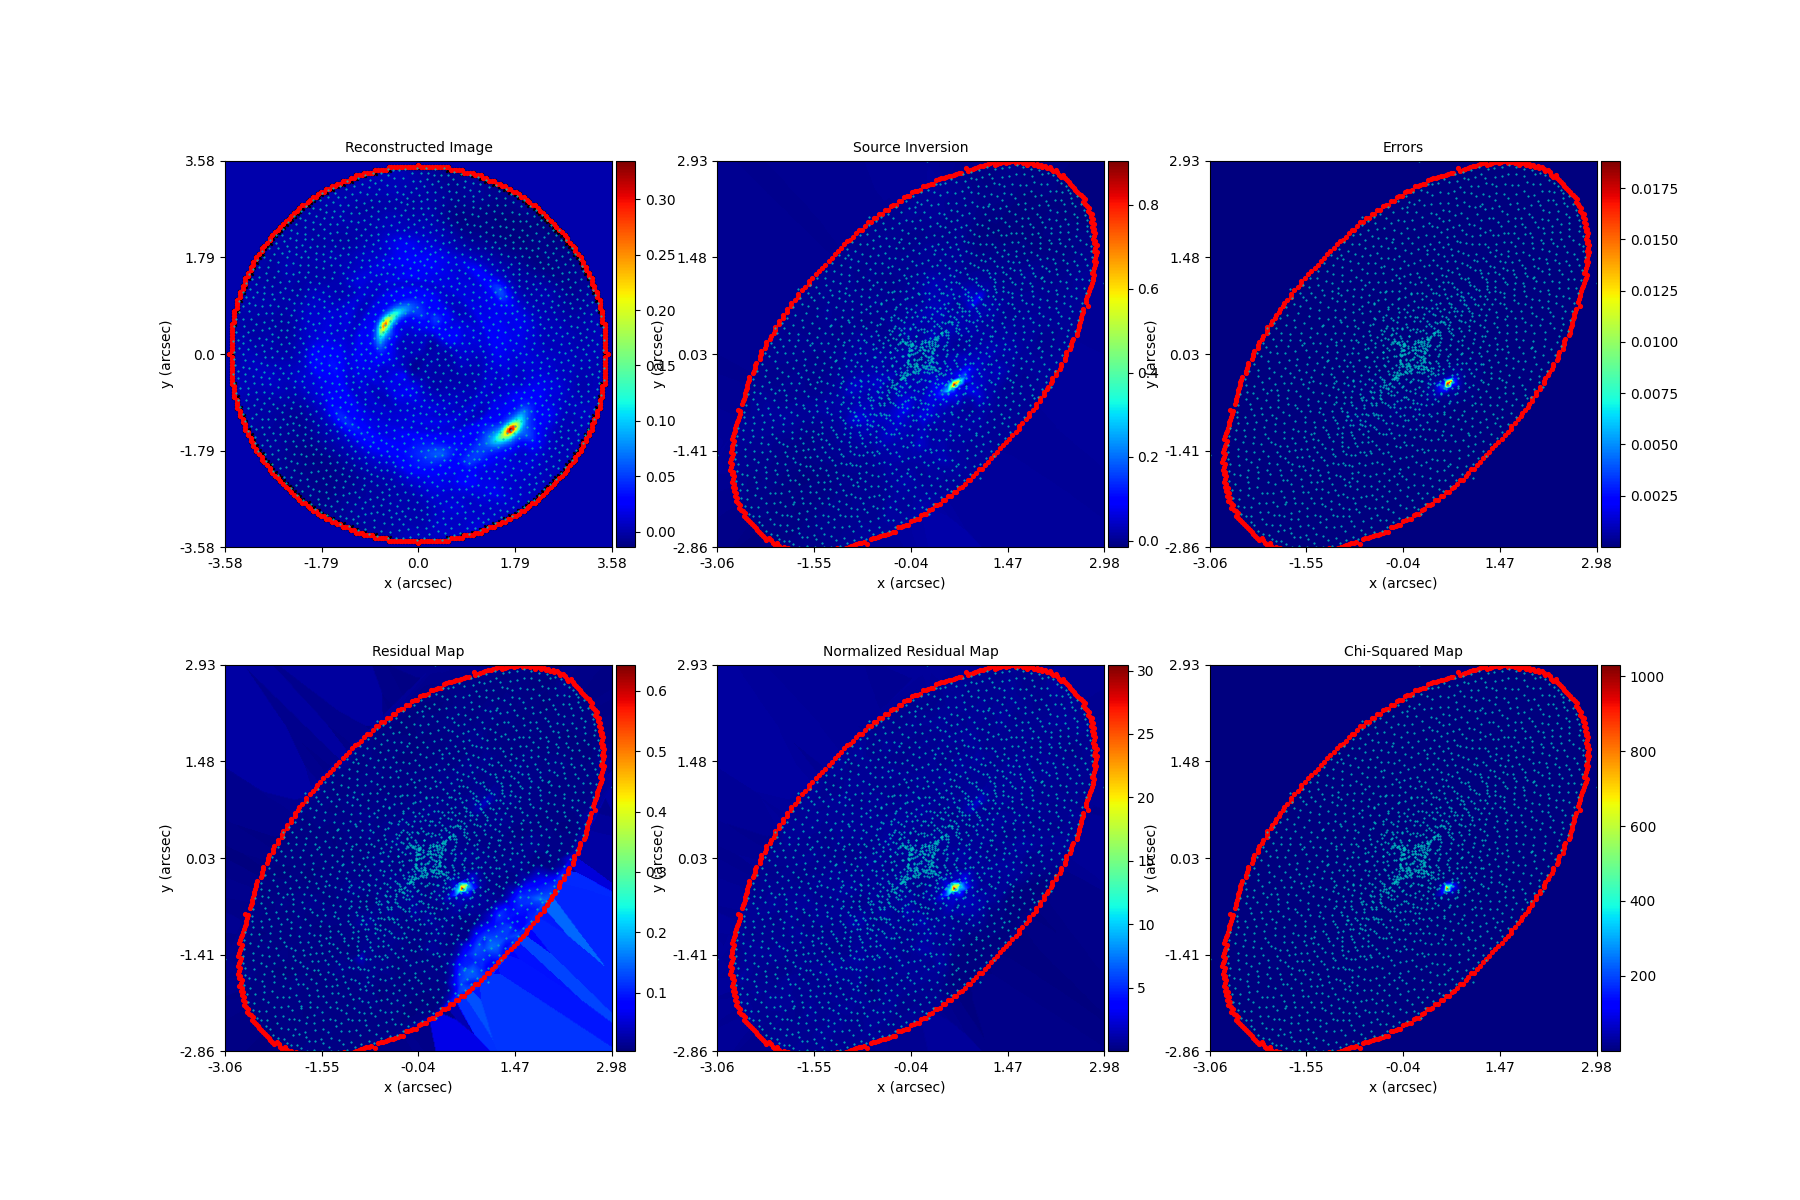 Reconstructed Image
3.58
1.79
0.0
-1.79
-3.58
y (arcsec)
-3.58 -1.79 0.0 1.79 3.58
x (arcsec)
0.30
0.25
0.20
0.15
0.10
0.05
0.00
Source Inversion
2.93
1.48
0.03
-1.41
-2.86
y (arcsec)
-3.06 -1.55 -0.04 1.47 2.98
x (arcsec)
0.8
0.6
0.4
0.2
0.0
Errors
2.93
1.48
0.03
-1.41
-2.86
y (arcsec)
-3.06 -1.55 -0.04 1.47 2.98
x (arcsec)
0.0175
0.0150
0.0125
0.0100
0.0075
0.0050
0.0025
Residual Map
2.93
1.48
0.03
-1.41
-2.86
y (arcsec)
-3.06 -1.55 -0.04 1.47 2.98
x (arcsec)
0.6
0.5
0.4
0.3
0.2
0.1
Normalized Residual Map
2.93
1.48
0.03
-1.41
-2.86
y (arcsec)
-3.06 -1.55 -0.04 1.47 2.98
x (arcsec)
30
25
20
15
10
5
Chi-Squared Map
2.93
1.48
0.03
-1.41
-2.86
y (arcsec)
-3.06 -1.55 -0.04 1.47 2.98
x (arcsec)
1000
800
600
400
200